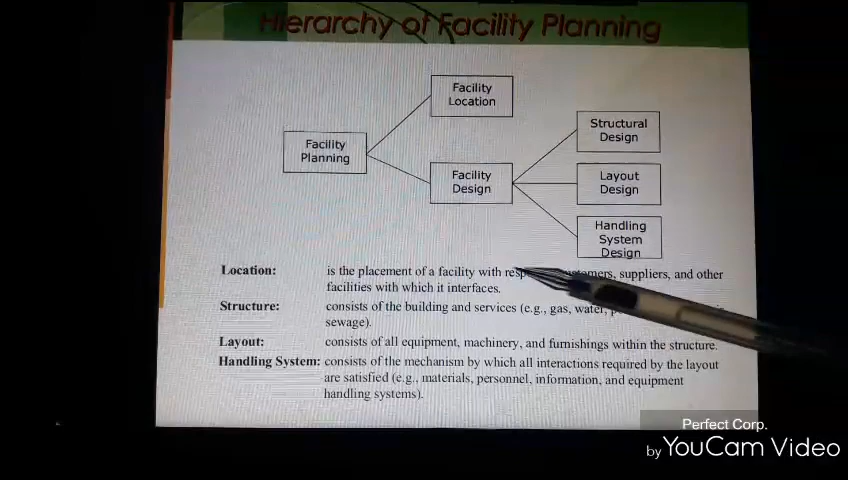 Hierarchy of Facility Planning
Facility
Location
Facility
Planning
Facility
Design
Structural
Design
Layout
Design
Handling
System
Design
Location: is the placement of a facility with customers, suppliers, and other
facilities with which it interfaces.
Structure: consists of the building and services (e.g., gas, water,
sewage).
Layout: consists of all equipment, machinery, and furnishings within the structure.
Handling System: consists of the mechanism by which all interactions required by the layout
are satisfied (e.g., materials, personnel, information, and equipment
handling systems).
Perfect Corp.
by YouCam Video